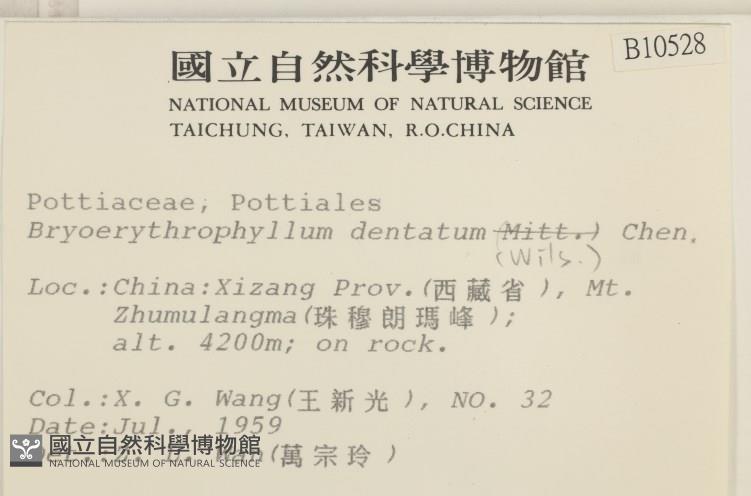 B10528
國立自然科學博物館
NATIONAL MUSEUM OF NATURAL SCIENCE
TAICHUNG, TAIWAN, R.O.CHINA
Pottiaceae, Pottiales
Bryoerythrophyllum dentatum (Mitt.) Chen.
(Wils.)
Loc.:China:Xizang Prov.(西藏省), Mt.
Zhumulangma(珠穆朗瑪峰);
alt. 4200m; on rock.
Col.:X. G. Wang(王新光), NO. 32
Date:Jul., 1959
Wan(萬宗玲)
國立自然科學博物館
NATIONAL MUSEUM OF NATURAL SCIENCE